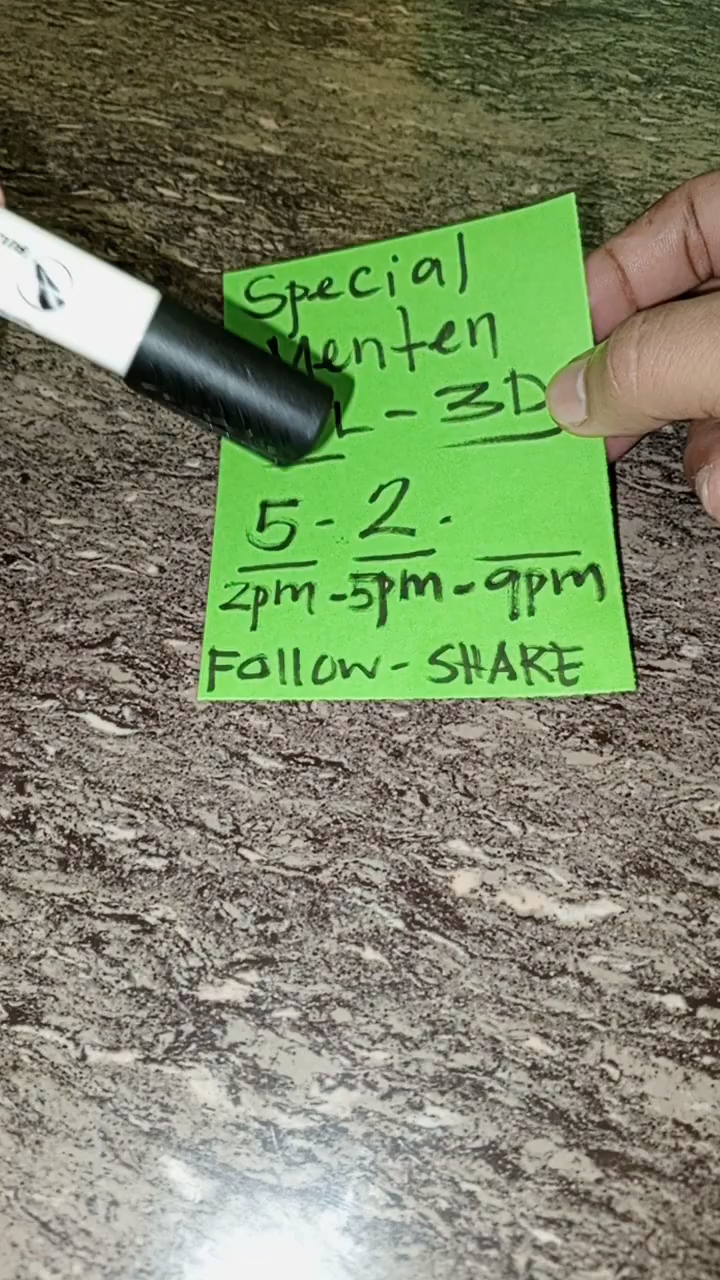 Special
Menten
L - 3D
5 - 2 .
2pm - 5pm - 9pm
Follow - SHARE